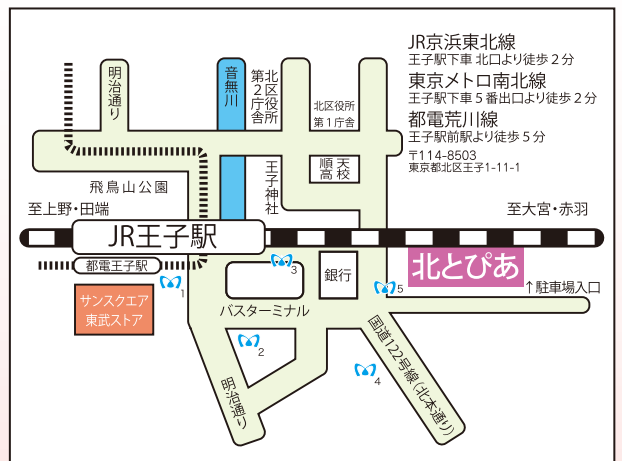 JR京浜東北線
王子駅下車 北口より徒歩2分
東京メトロ南北線
王子駅下車5番出口より徒歩2分
都電荒川線
王子駅前駅より徒歩5分
〒114-8503
東京都北区王子1-11-1
明治通り
音無川
北区役所
第2庁舎
北区役所
第1庁舎
順天
高校
王子神社
飛鳥山公園
至上野・田端
JR王子駅
至大宮・赤羽
都電王子駅
北とぴあ
3
銀行
5
↑駐車場入口
1
サンスクエア
東武ストア
バスターミナル
2
4
国道122号線(北本通り)
明治通り